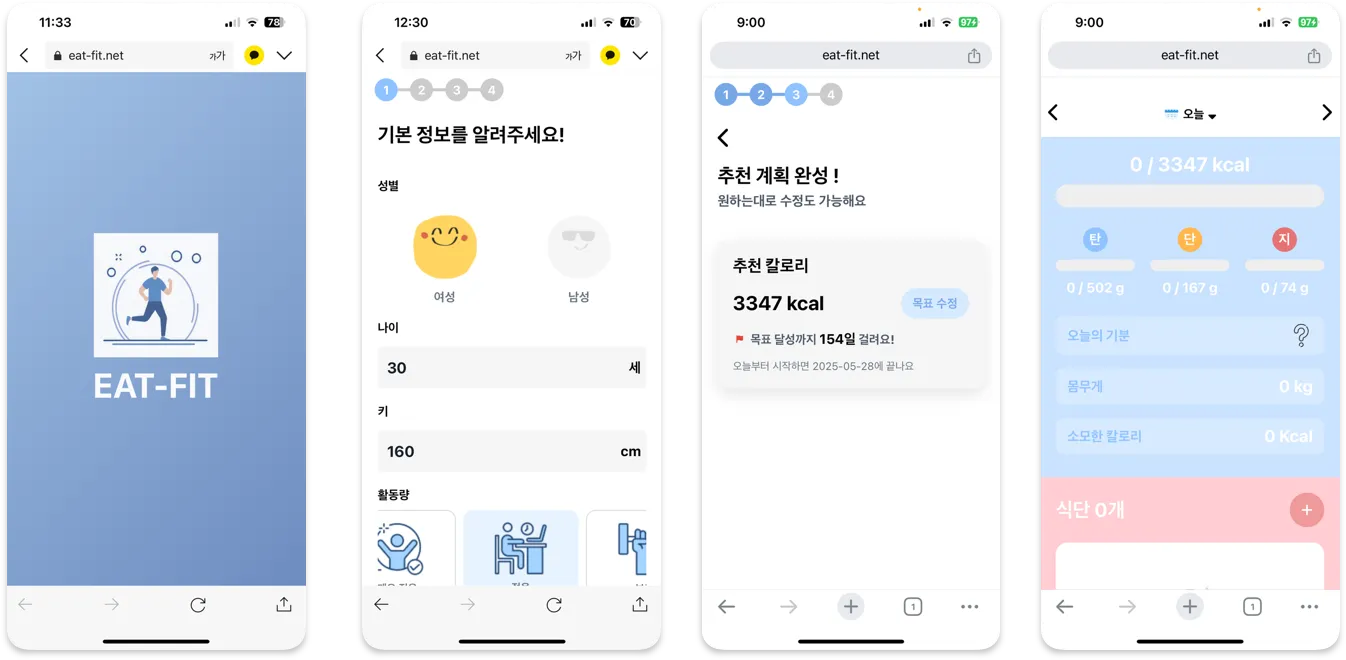 11:33
78
eat-fit.net
가가
EAT-FIT
12:30
70
eat-fit.net
가가
1 2 3 4
기본 정보를 알려주세요!
성별
여성 남성
나이
30 세
키
160 cm
활동량
적음
9:00
97
eat-fit.net
1 2 3 4
추천 계획 완성 !
원하는대로 수정도 가능해요
추천 칼로리
3347 kcal
목표 수정
목표 달성까지 154일 걸려요!
오늘부터 시작하면 2025-05-28에 끝나요
1
9:00
97
eat-fit.net
오늘
0 / 3347 kcal
탄 단 지
0 / 502 g 0 / 167 g 0 / 74 g
오늘의 기분
몸무게 0 kg
소모한 칼로리 0 Kcal
식단 0개
1